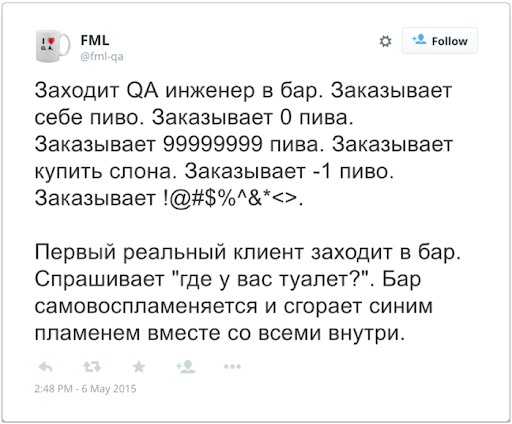 I ❤ Q.A.
FML
@fml-qa
Follow
Заходит QA инженер в бар. Заказывает
себе пиво. Заказывает 0 пива.
Заказывает 99999999 пива. Заказывает
купить слона. Заказывает -1 пиво.
Заказывает !@#$%^&*<>.
Первый реальный клиент заходит в бар.
Спрашивает "где у вас туалет?". Бар
самовоспламеняется и сгорает синим
пламенем вместе со всеми внутри.
2:48 PM - 6 May 2015